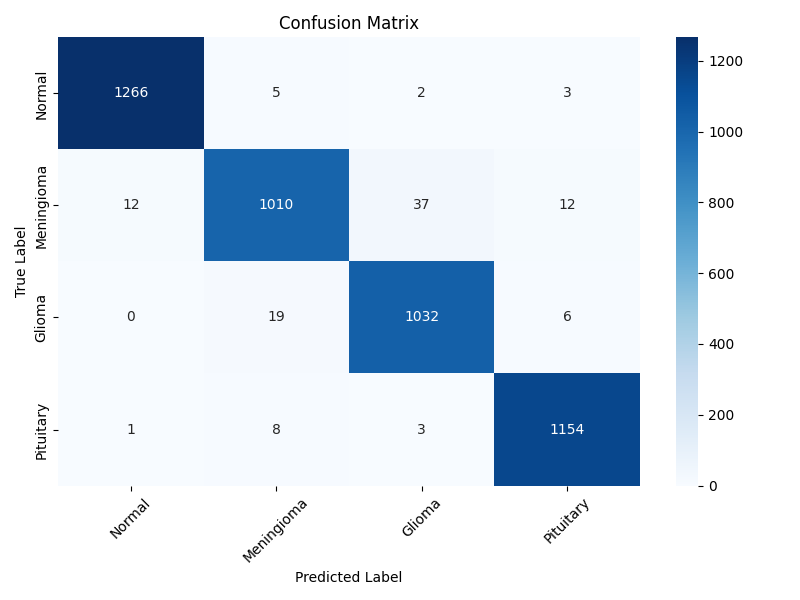 Confusion Matrix
True Label
Normal
1266 5 2 3
Meningioma
12 1010 37 12
Glioma
0 19 1032 6
Pituitary
1 8 3 1154
Normal Meningioma Glioma Pituitary
Predicted Label
1200
1000
800
600
400
200
0